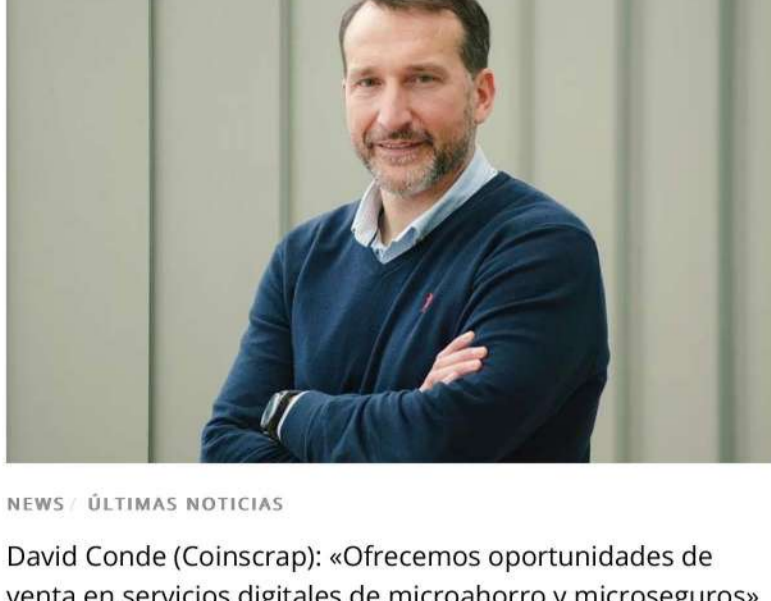 NEWS / ÚLTIMAS NOTICIAS
David Conde (Coinscrap): «Ofrecemos oportunidades de
venta en servicios digitales de microahorro y microseguros»